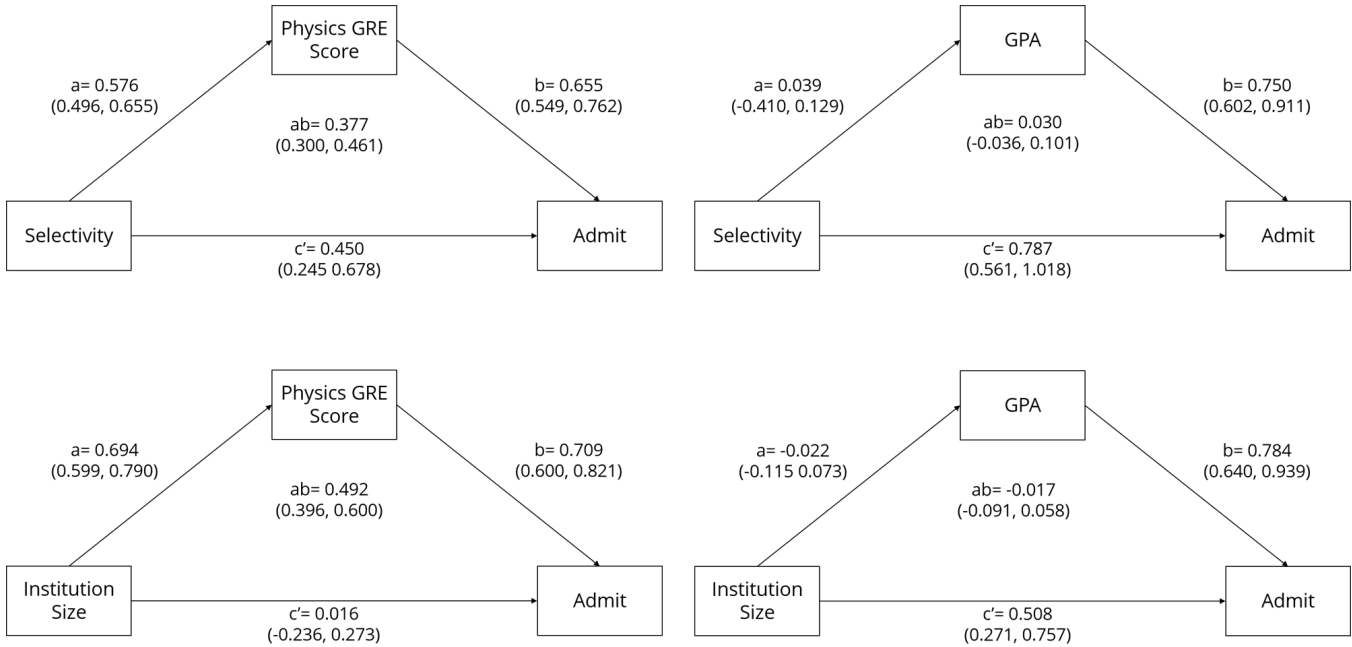 Physics GRE
Score
a= 0.576
(0.496, 0.655)
b= 0.655
(0.549, 0.762)
ab= 0.377
(0.300, 0.461)
Selectivity
Admit
c’= 0.450
(0.245 0.678)
GPA
a= 0.039
(-0.410, 0.129)
b= 0.750
(0.602, 0.911)
ab= 0.030
(-0.036, 0.101)
Selectivity
Admit
c’= 0.787
(0.561, 1.018)
Physics GRE
Score
a= 0.694
(0.599, 0.790)
b= 0.709
(0.600, 0.821)
ab= 0.492
(0.396, 0.600)
Institution
Size
Admit
c’= 0.016
(-0.236, 0.273)
GPA
a= -0.022
(-0.115 0.073)
b= 0.784
(0.640, 0.939)
ab= -0.017
(-0.091, 0.058)
Institution
Size
Admit
c’= 0.508
(0.271, 0.757)